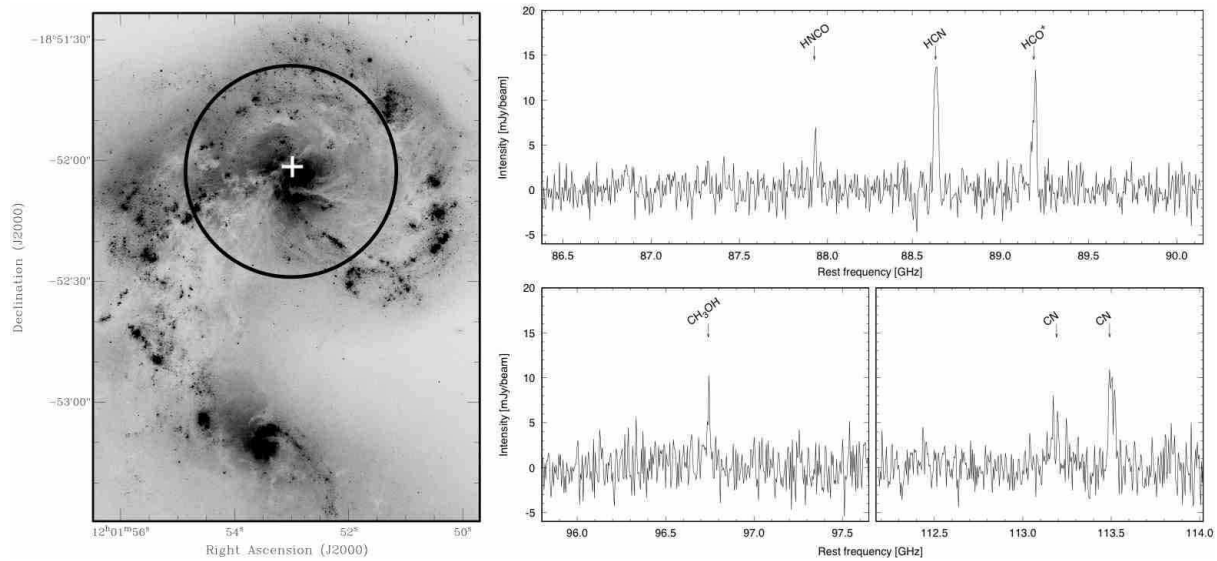 −18°51'30"
−52'00"
−52'30"
−53'00"
Declination (J2000)
12ʰ01ᵐ56ˢ 54ˢ 52ˢ 50ˢ
Right Ascension (J2000)
20
15
10
5
0
-5
Intensity [mJy/beam]
HNCO
HCN
HCO⁺
86.5 87.0 87.5 88.0 88.5 89.0 89.5 90.0
Rest frequency [GHz]
20
15
10
5
0
-5
Intensity [mJy/beam]
CH₃OH
96.0 96.5 97.0 97.5
Rest frequency [GHz]
CN
CN
112.5 113.0 113.5 114.0
Rest frequency [GHz]